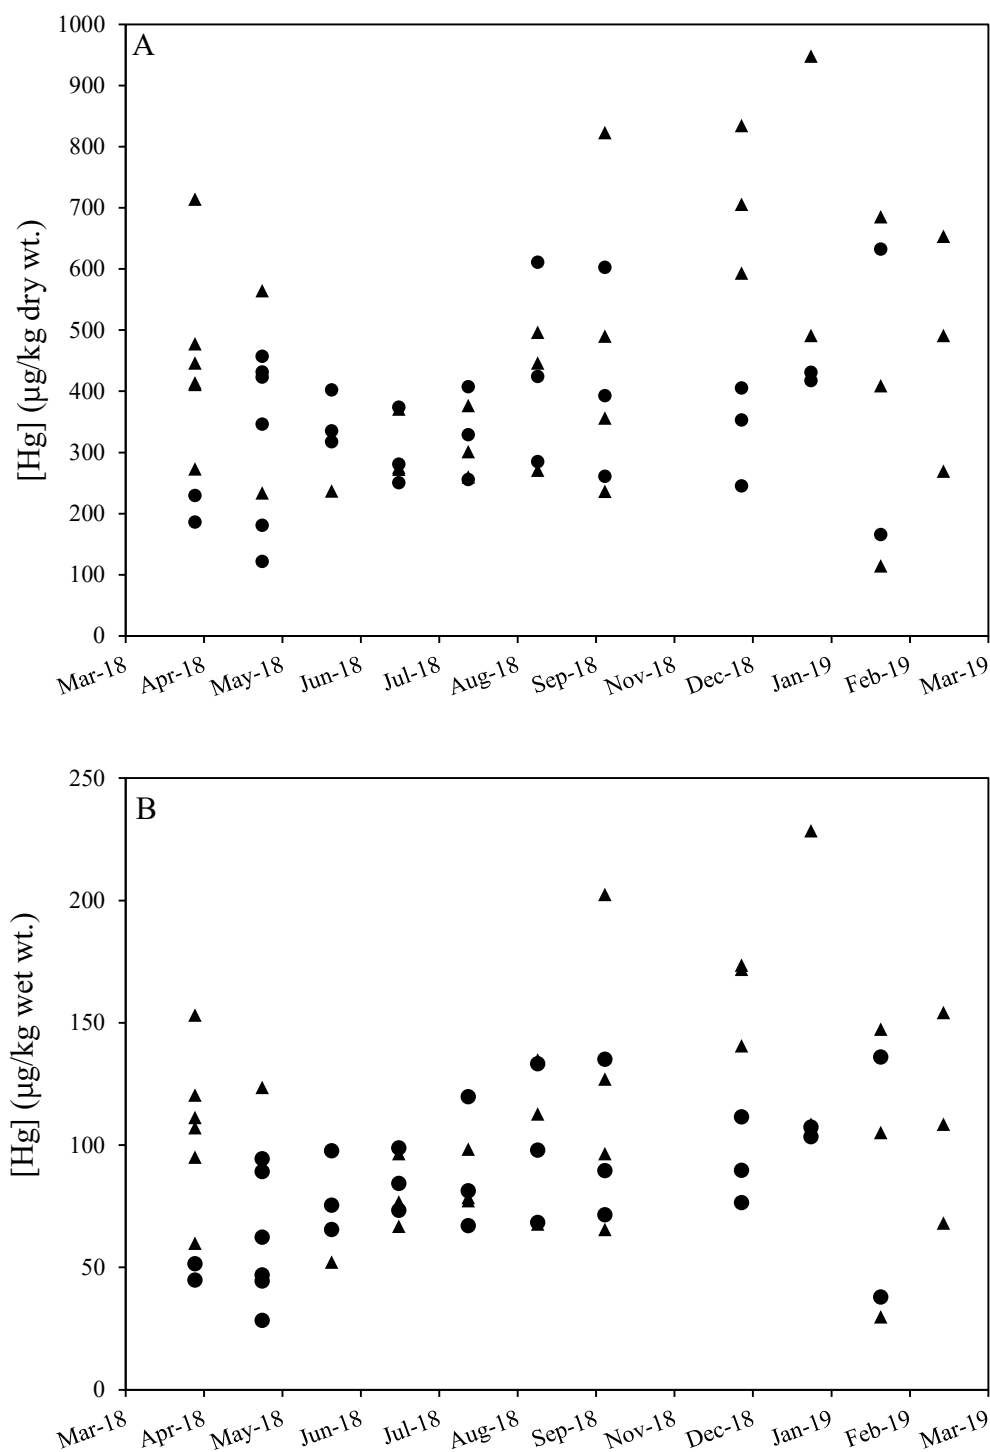 A
1000
900
800
700
600
500
400
300
200
100
0
[Hg] (µg/kg dry wt.)
Mar-18 Apr-18 May-18 Jun-18 Jul-18 Aug-18 Sep-18 Nov-18 Dec-18 Jan-19 Feb-19 Mar-19
B
250
200
150
100
50
0
[Hg] (µg/kg wet wt.)
Mar-18 Apr-18 May-18 Jun-18 Jul-18 Aug-18 Sep-18 Nov-18 Dec-18 Jan-19 Feb-19 Mar-19